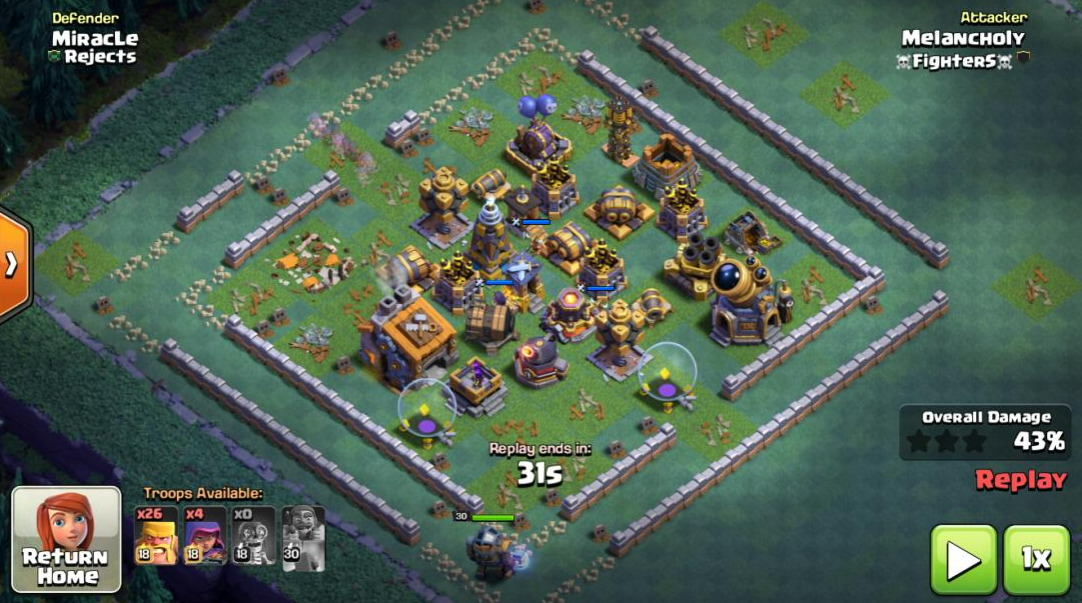 Defender
Miracle
Rejects
Attacker
Melancholy
☠FighterS☠
Overall Damage
43%
Replay
Replay ends in:
31s
30
Troops Available:
x26
x4
x0
18
18
18
30
Return
Home
1x